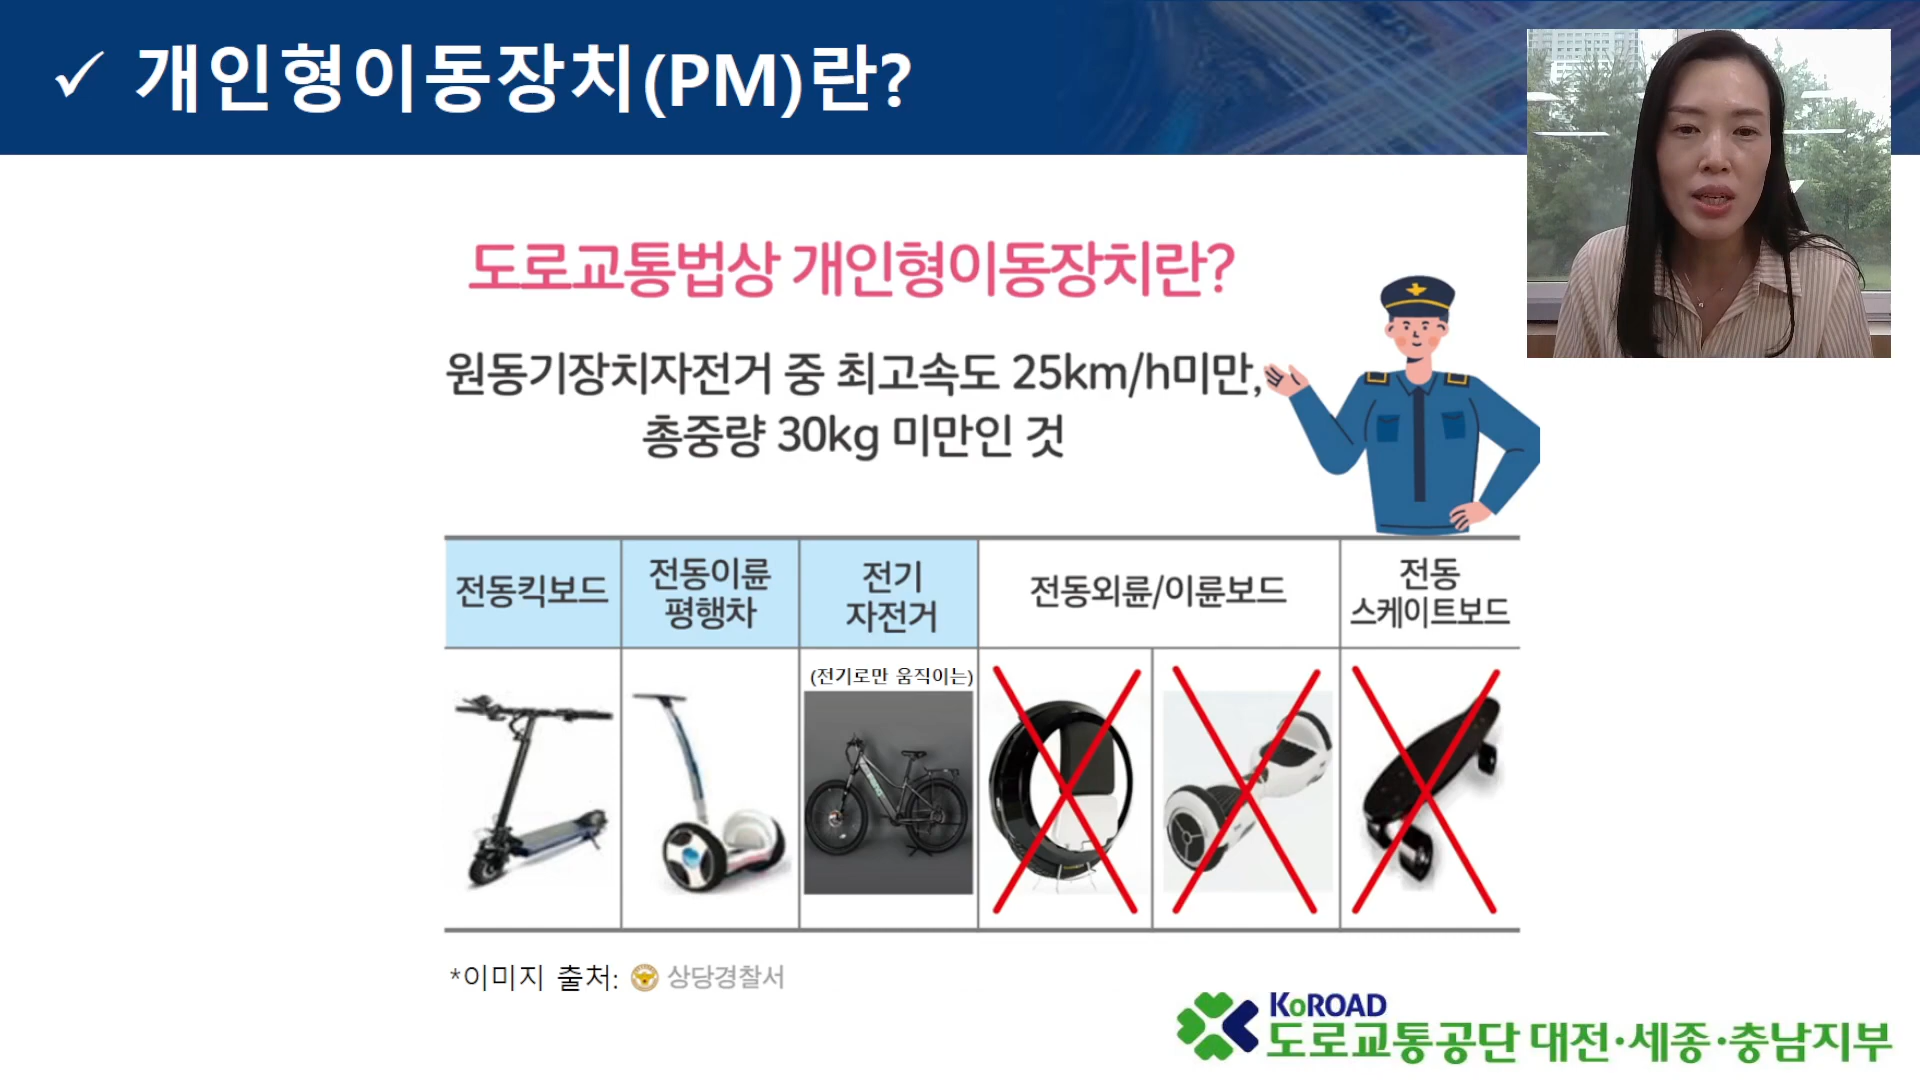 ✓ 개인형이동장치(PM)란?
도로교통법상 개인형이동장치란?
원동기장치자전거 중 최고속도 25km/h미만,
총중량 30kg 미만인 것
전동킥보드
전동이륜
평행차
전기
자전거
전동외륜/이륜보드
전동
스케이트보드
(전기로만 움직이는)
*이미지 출처: 상당경찰서
KoROAD
도로교통공단 대전·세종·충남지부